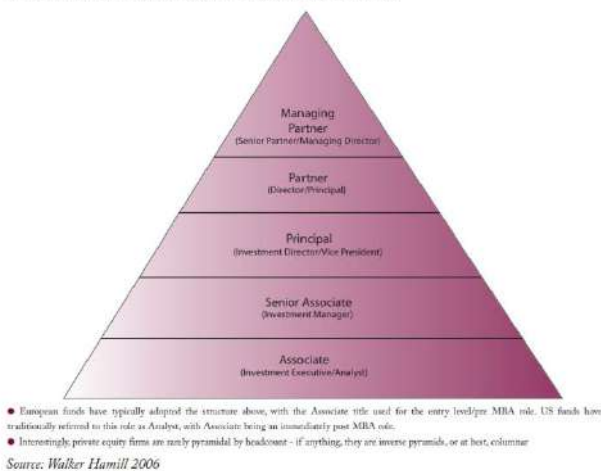 Managing
Partner
(Senior Partner/Managing Director)
Partner
(Director/Principal)
Principal
(Investment Director/Vice President)
Senior Associate
(Investment Manager)
Associate
(Investment Executive/Analyst)
● European funds have typically adopted the structure above, with the Associate title used for the entry level/pre MBA role. US funds have
traditionally referred to this role as Analyst, with Associate being an immediately post MBA role.
● Interestingly, private equity firms are rarely pyramidal by headcount - if anything, they are inverse pyramids, or at best, columnar
Source: Walker Hamill 2006